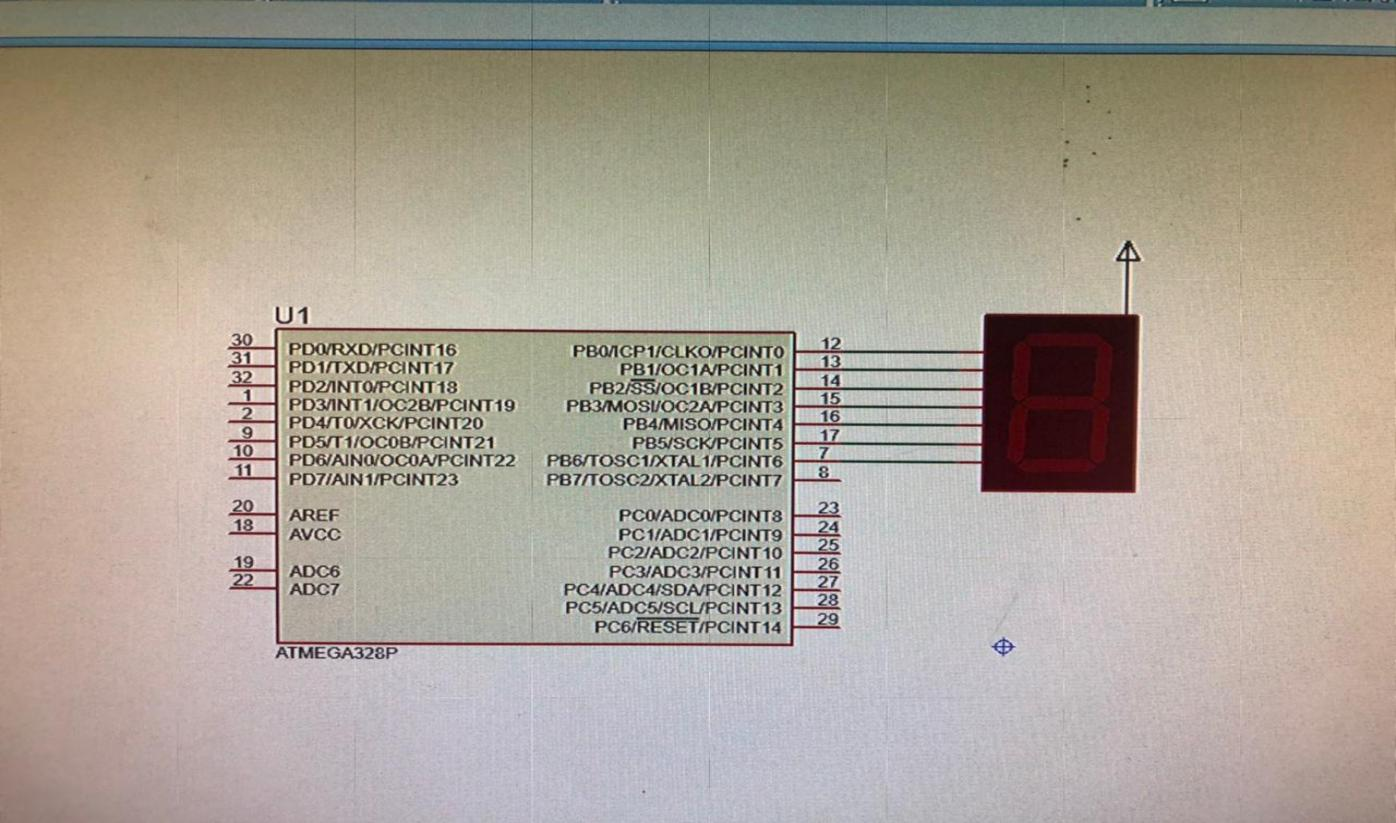 U1
30 PD0/RXD/PCINT16 PB0/ICP1/CLKO/PCINT0 12
31 PD1/TXD/PCINT17 PB1/OC1A/PCINT1 13
32 PD2/INT0/PCINT18 PB2/SS/OC1B/PCINT2 14
1 PD3/INT1/OC2B/PCINT19 PB3/MOSI/OC2A/PCINT3 15
2 PD4/T0/XCK/PCINT20 PB4/MISO/PCINT4 16
9 PD5/T1/OC0B/PCINT21 PB5/SCK/PCINT5 17
10 PD6/AIN0/OC0A/PCINT22 PB6/TOSC1/XTAL1/PCINT6 7
11 PD7/AIN1/PCINT23 PB7/TOSC2/XTAL2/PCINT7 8
20 AREF PC0/ADC0/PCINT8 23
18 AVCC PC1/ADC1/PCINT9 24
PC2/ADC2/PCINT10 25
19 ADC6 PC3/ADC3/PCINT11 26
22 ADC7 PC4/ADC4/SDA/PCINT12 27
PC5/ADC5/SCL/PCINT13 28
PC6/RESET/PCINT14 29
ATMEGA328P